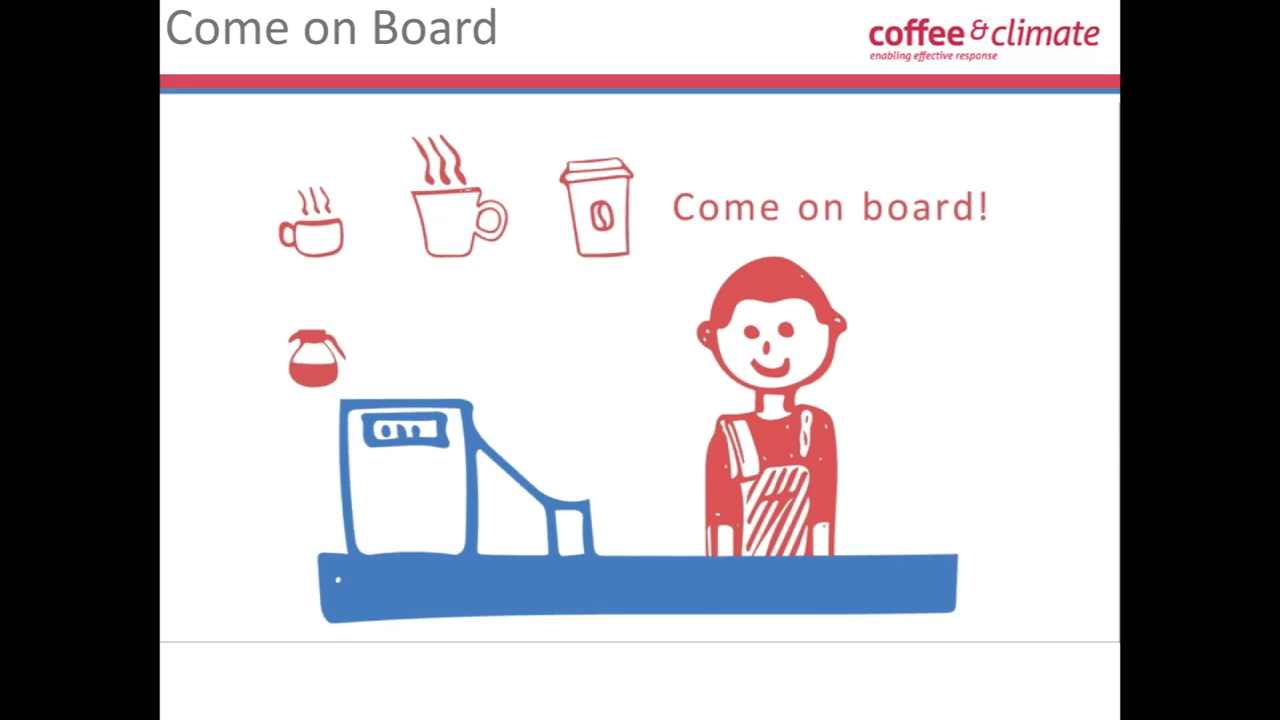 Come on Board
coffee & climate
enabling effective response
Come on board!